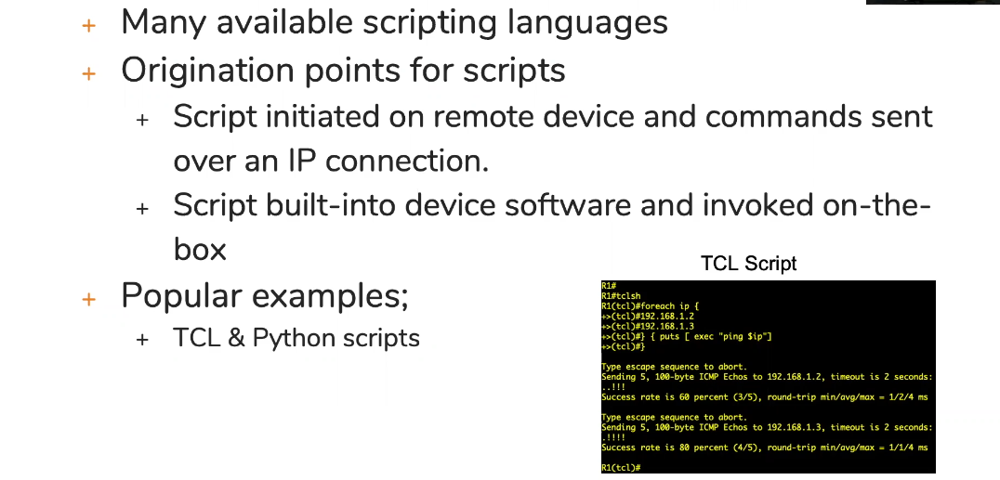 + Many available scripting languages
+ Origination points for scripts
+ Script initiated on remote device and commands sent
over an IP connection.
+ Script built-into device software and invoked on-the-
box
+ Popular examples;
+ TCL & Python scripts
TCL Script
R1#
R1#tclsh
R1(tcl)#foreach ip {
+>(tcl)#192.168.1.2
+>(tcl)#192.168.1.3
+>(tcl)#} { puts [ exec "ping $ip"]
+>(tcl)#}
Type escape sequence to abort.
Sending 5, 100-byte ICMP Echos to 192.168.1.2, timeout is 2 seconds:
..!!!
Success rate is 60 percent (3/5), round-trip min/avg/max = 1/2/4 ms
Type escape sequence to abort.
Sending 5, 100-byte ICMP Echos to 192.168.1.3, timeout is 2 seconds:
.!!!!
Success rate is 80 percent (4/5), round-trip min/avg/max = 1/1/4 ms
R1(tcl)#